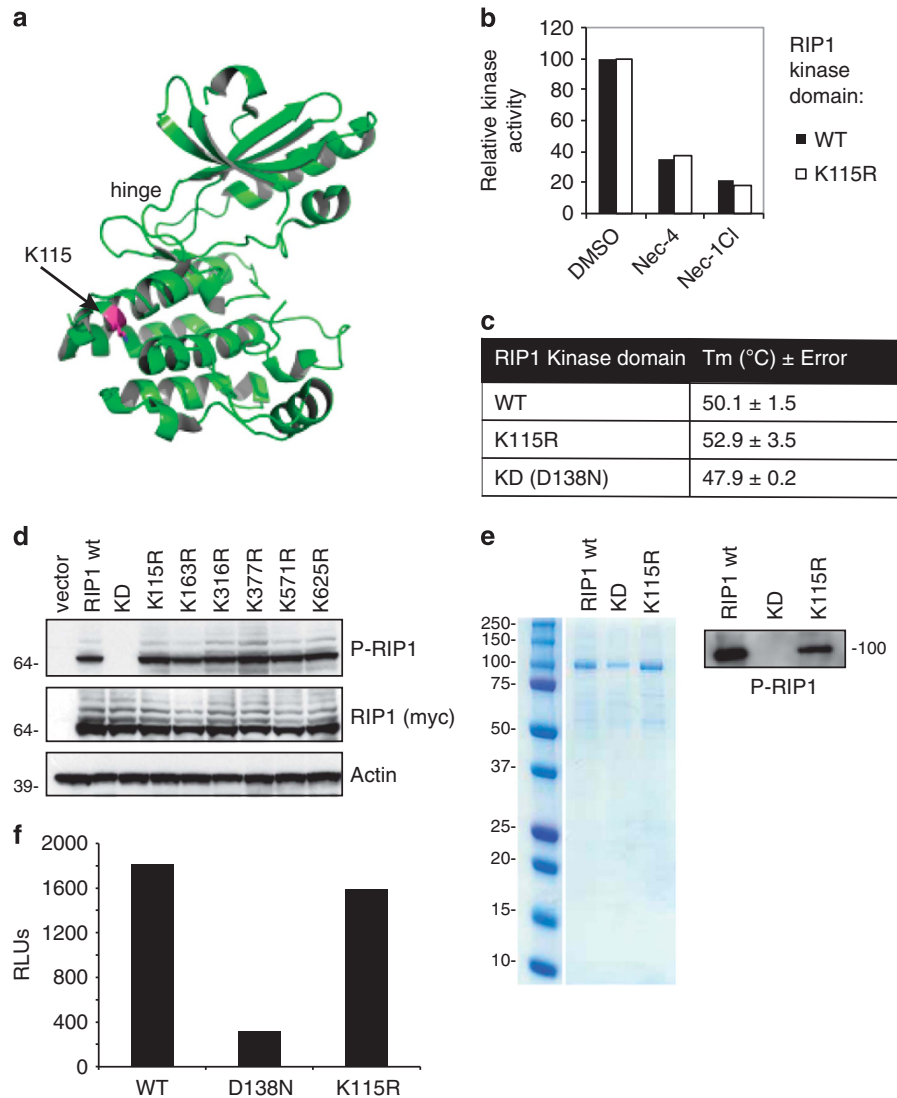 a
hinge
K115
b
Relative kinase
activity
120
100
80
60
40
20
0
DMSO
Nec-4
Nec-1Cl
RIP1
kinase
domain:
WT
K115R
c
RIP1 Kinase domain Tm (°C) ± Error
WT 50.1 ± 1.5
K115R 52.9 ± 3.5
KD (D138N) 47.9 ± 0.2
d
vector
RIP1 wt
KD
K115R
K163R
K316R
K377R
K571R
K625R
64-
P-RIP1
64-
RIP1 (myc)
39-
Actin
e
RIP1 wt
KD
K115R
250-
150-
100-
75-
50-
37-
25-
20-
15-
10-
RIP1 wt
KD
K115R
-100
P-RIP1
f
RLUs
2000
1600
1200
800
400
0
WT
D138N
K115R